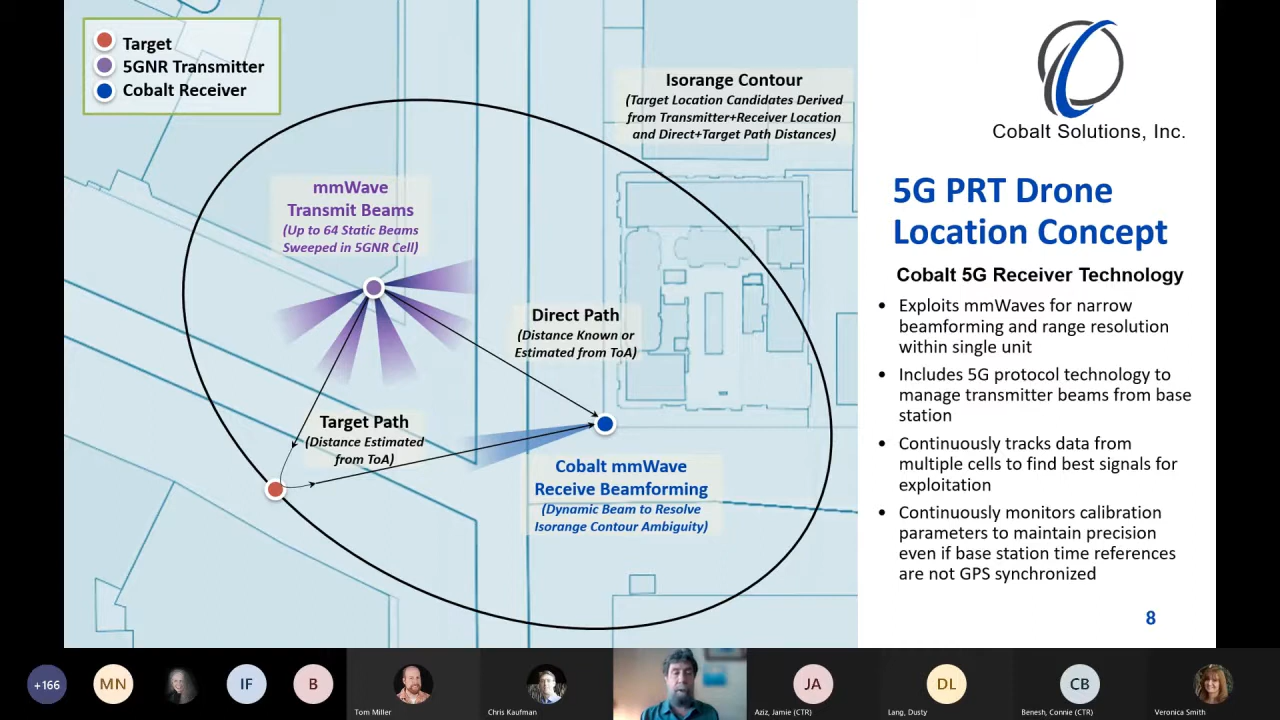 Target
5GNR Transmitter
Cobalt Receiver
Isorange Contour
(Target Location Candidates Derived
from Transmitter+Receiver Location
and Direct+Target Path Distances)
mmWave
Transmit Beams
(Up to 64 Static Beams
Sweeped in 5GNR Cell)
Direct Path
(Distance Known or
Estimated from ToA)
Target Path
(Distance Estimated
from ToA)
Cobalt mmWave
Receive Beamforming
(Dynamic Beam to Resolve
Isorange Contour Ambiguity)
Cobalt Solutions, Inc.
5G PRT Drone
Location Concept
Cobalt 5G Receiver Technology
• Exploits mmWaves for narrow
beamforming and range resolution
within single unit
• Includes 5G protocol technology to
manage transmitter beams from base
station
• Continuously tracks data from
multiple cells to find best signals for
exploitation
• Continuously monitors calibration
parameters to maintain precision
even if base station time references
are not GPS synchronized
8
+166
MN
IF
B
Tom Miller
Chris Kaufman
JA
Aziz, Jamie (CTR)
DL
Lang, Dusty
CB
Benesh, Connie (CTR)
Veronica Smith